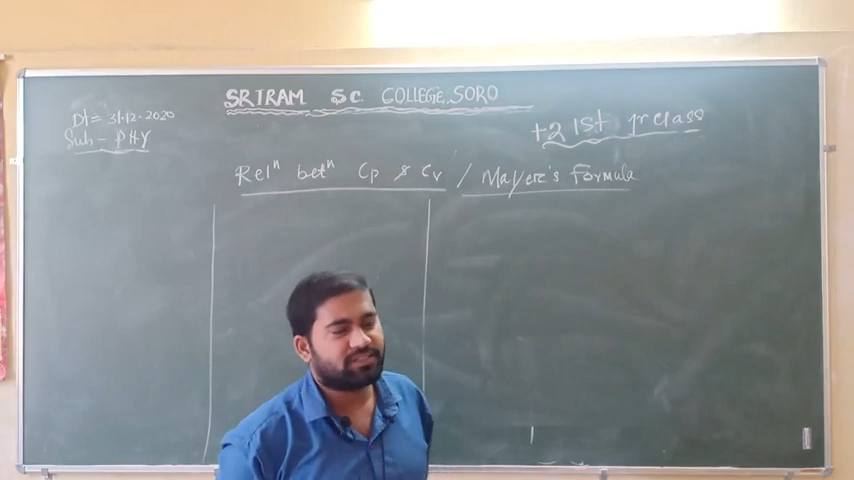 SRIRAM SC. COLLEGE, SORO
Dt = 31.12.2020
Sub - PHY
+2 1st yr class
Relⁿ betⁿ Cp & Cv / Mayer's Formula